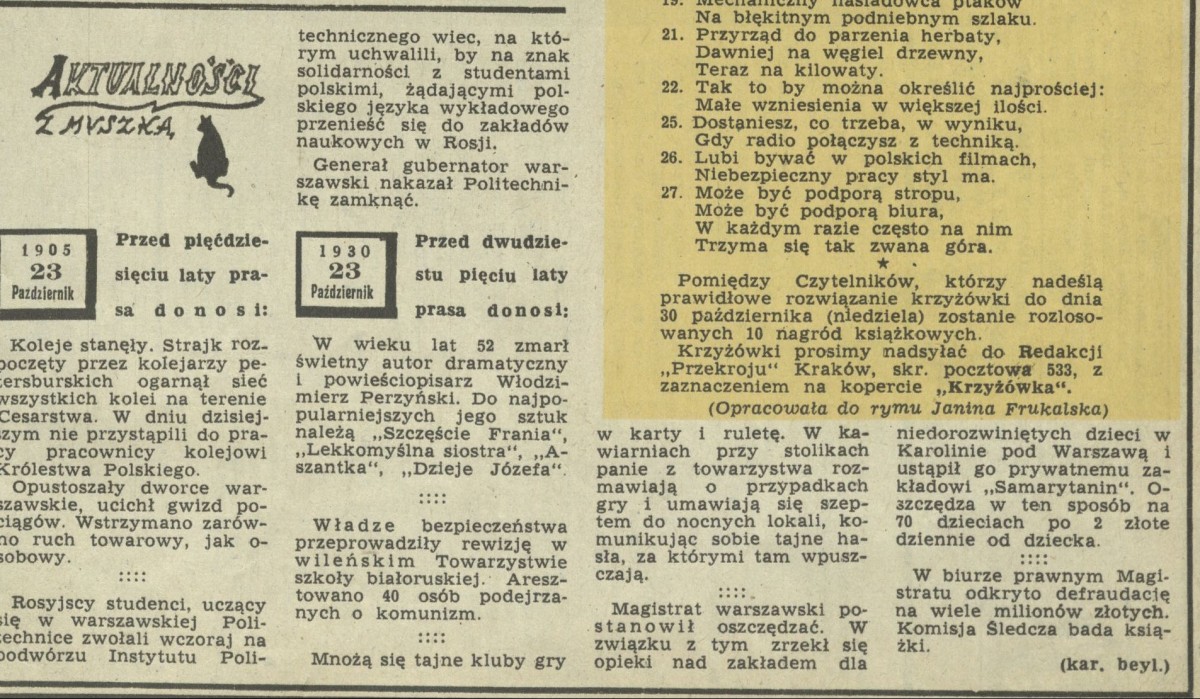 AKTUALNOŚCI
Z MYSZKĄ
1905
23
Październik
Przed pięćdzie-
sięciu laty pra-
sa donosi:
Koleje stanęły. Strajk roz-
poczęty przez kolejarzy pe-
tersburskich ogarnął sieć
wszystkich kolei na terenie
Cesarstwa. W dniu dzisiej-
szym nie przystąpili do pra-
cy pracownicy kolejowi
Królestwa Polskiego.
Opustoszały dworce war-
szawskie, ucichł gwizd po-
ciągów. Wstrzymano zarów-
no ruch towarowy, jak o-
sobowy.
::::
Rosyjscy studenci, uczący
się w warszawskiej Poli-
technice zwołali wczoraj na
podwórzu Instytutu Poli-
technicznego wiec, na któ-
rym uchwalili, by na znak
solidarności z studentami
polskimi, żądającymi pol-
skiego języka wykładowego
przenieść się do zakładów
naukowych w Rosji.
Generał gubernator war-
szawski nakazał Politechni-
kę zamknąć.
1930
23
Październik
Przed dwudzie-
stu pięciu laty
prasa donosi:
W wieku lat 52 zmarł
świetny autor dramatyczny
i powieściopisarz Włodzi-
mierz Perzyński. Do najpo-
pularniejszych jego sztuk
należą „Szczęście Frania“,
„Lekkomyślna siostra“, „A-
szantka“, „Dzieje Józefa“.
::::
Władze bezpieczeństwa
przeprowadziły rewizję w
wileńskim Towarzystwie
szkoły białoruskiej. Aresz-
towano 40 osób podejrza-
nych o komunizm.
::::
Mnożą się tajne kluby gry
19. Mechaniczny naśladowca ptaków
Na błękitnym podniebnym szlaku.
21. Przyrząd do parzenia herbaty,
Dawniej na węgiel drzewny,
Teraz na kilowaty.
22. Tak to by można określić najprościej:
Małe wzniesienia w większej ilości.
25. Dostaniesz, co trzeba, w wyniku,
Gdy radio połączysz z techniką.
26. Lubi bywać w polskich filmach,
Niebezpieczny pracy styl ma.
27. Może być podporą stropu,
Może być podporą biura,
W każdym razie często na nim
Trzyma się tak zwana góra.
★
Pomiędzy Czytelników, którzy nadeślą
prawidłowe rozwiązanie krzyżówki do dnia
30 października (niedziela) zostanie rozloso-
wanych 10 nagród książkowych.
Krzyżówki prosimy nadsyłać do Redakcji
„Przekroju“ Kraków, skr. pocztowa 533, z
zaznaczeniem na kopercie „Krzyżówka“.
(Opracowała do rymu Janina Frukalska)
w karty i ruletę. W ka-
wiarniach przy stolikach
panie z towarzystwa roz-
mawiają o przypadkach
gry i umawiają się szep-
tem do nocnych lokali, ko-
munikując sobie tajne ha-
sła, za którymi tam wpusz-
czają.
::::
Magistrat warszawski po-
stanowił oszczędzać. W
związku z tym zrzekł się
opieki nad zakładem dla
niedorozwiniętych dzieci w
Karolinie pod Warszawą i
ustąpił go prywatnemu za-
kładowi „Samarytanin“. O-
szczędza w ten sposób na
70 dzieciach po 2 złote
dziennie od dziecka.
::::
W biurze prawnym Magi-
stratu odkryto defraudację
na wiele milionów złotych.
Komisja Śledcza bada ksią-
żki.
(kar. beyl.)